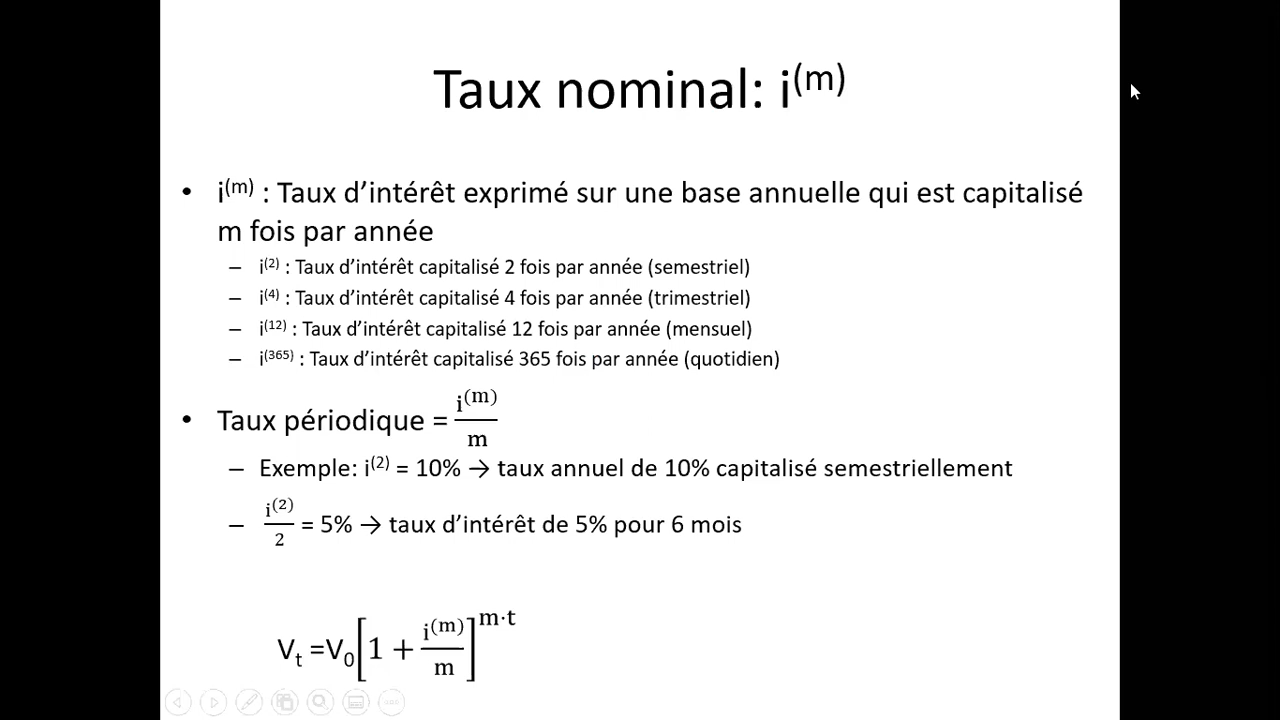 Taux nominal: i^(m)
• i^(m) : Taux d’intérêt exprimé sur une base annuelle qui est capitalisé
m fois par année
– i^(2) : Taux d’intérêt capitalisé 2 fois par année (semestriel)
– i^(4) : Taux d’intérêt capitalisé 4 fois par année (trimestriel)
– i^(12) : Taux d’intérêt capitalisé 12 fois par année (mensuel)
– i^(365) : Taux d’intérêt capitalisé 365 fois par année (quotidien)
• Taux périodique = i^(m)/m
– Exemple: i^(2) = 10% → taux annuel de 10% capitalisé semestriellement
– i^(2)/2 = 5% → taux d’intérêt de 5% pour 6 mois
V_t =V_0[1 + i^(m)/m]^m·t